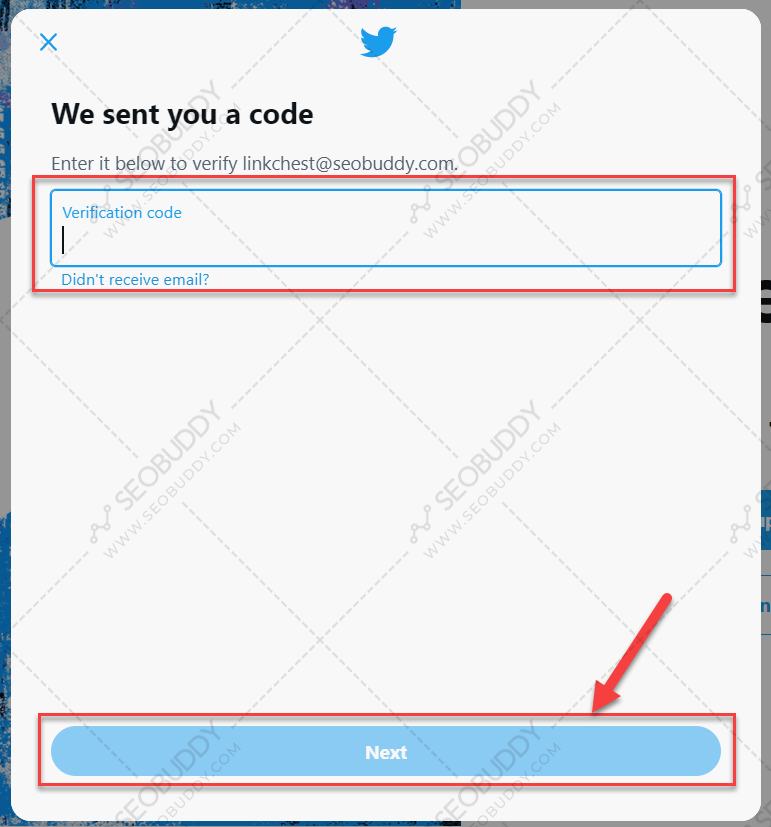 We sent you a code
Enter it below to verify linkchest@seobuddy.com.
Verification code
Didn't receive email?
SEOBUDDY
WWW.SEOBUDDY.COM
SEOBUDDY
WWW.SEOBUDDY.COM
SEOBUDDY
WWW.SEOBUDDY.COM
SEOBUDDY
WWW.SEOBUDDY.COM
Next
SEOBUDDY
SEOBUDDY.COM
SEOBUDDY
SEOBUDDY.COM